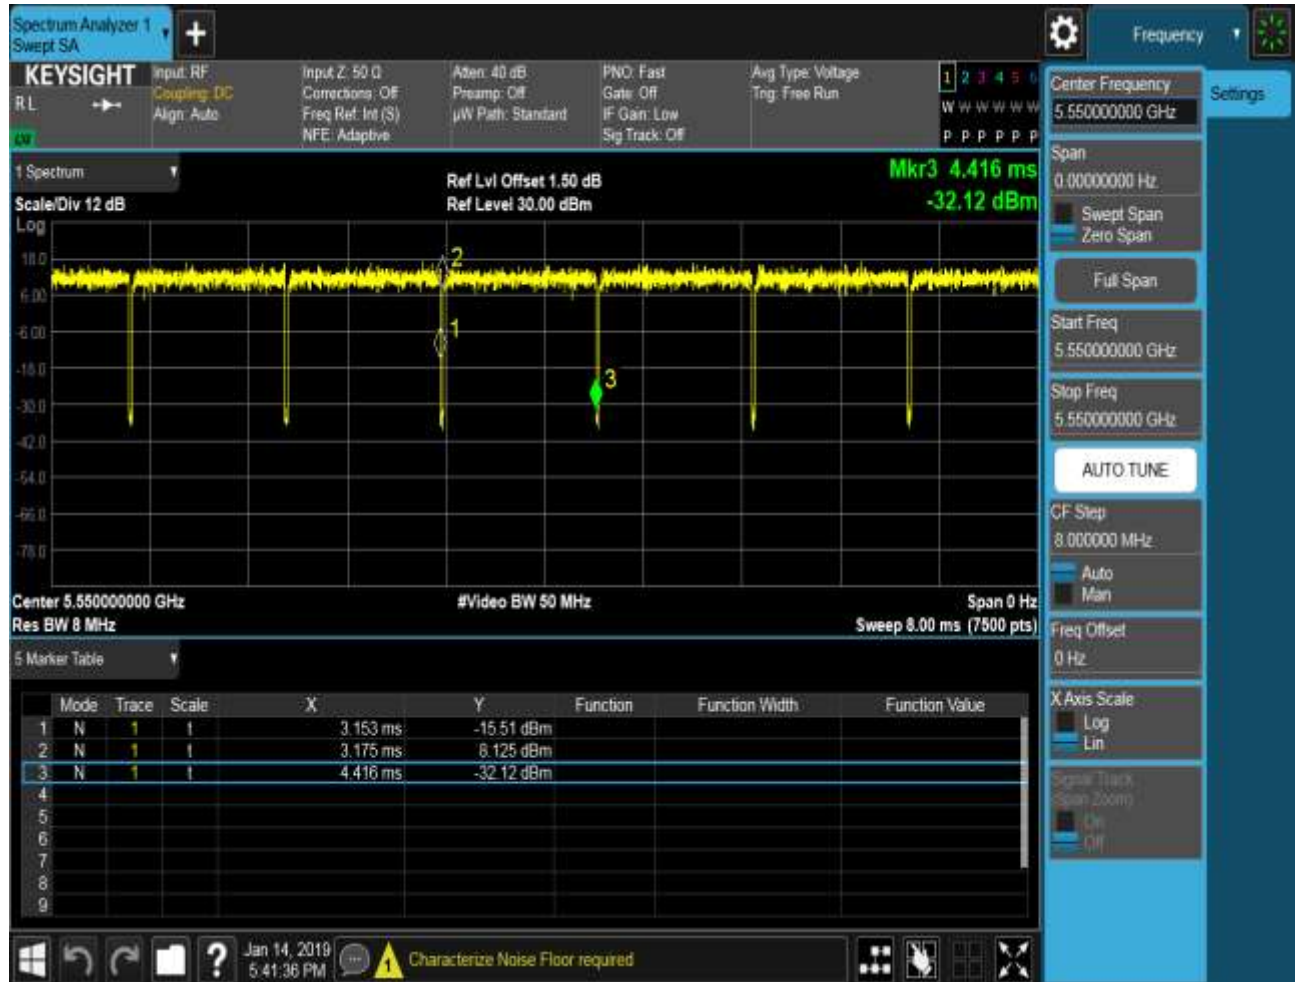 Spectrum Analyzer 1
Swept SA
Frequency
KEYSIGHT
R L
Input: RF
Coupling: DC
Align: Auto
Input Z: 50 Ω
Corrections: Off
Freq Ref: Int (S)
NFE: Adaptive
Atten: 40 dB
Preamp: Off
µW Path: Standard
PNO: Fast
Gate: Off
IF Gain: Low
Sig Track: Off
Avg Type: Voltage
Trig: Free Run
1 2 3 4 5 6
W W W W W W
P P P P P P
1 Spectrum
Scale/Div 12 dB
Log
Ref Lvl Offset 1.50 dB
Ref Level 30.00 dBm
Mkr3 4.416 ms
-32.12 dBm
18.0
6.00
-6.00
-18.0
-30.0
-42.0
-54.0
-66.0
-78.0
2
1
3
Center 5.550000000 GHz
Res BW 8 MHz
#Video BW 50 MHz
Span 0 Hz
Sweep 8.00 ms (7500 pts)
5 Marker Table
Mode Trace Scale X Y Function Function Width Function Value
1 N 1 t 3.153 ms -15.51 dBm
2 N 1 t 3.175 ms 8.125 dBm
3 N 1 t 4.416 ms -32.12 dBm
4
5
6
7
8
9
Jan 14, 2019
5:41:36 PM
Characterize Noise Floor required
Settings
Center Frequency
5.550000000 GHz
Span
0.00000000 Hz
Swept Span
Zero Span
Full Span
Start Freq
5.550000000 GHz
Stop Freq
5.550000000 GHz
AUTO TUNE
CF Step
8.000000 MHz
Auto
Man
Freq Offset
0 Hz
X Axis Scale
Log
Lin
Signal Track
(Span Zoom)
On
Off